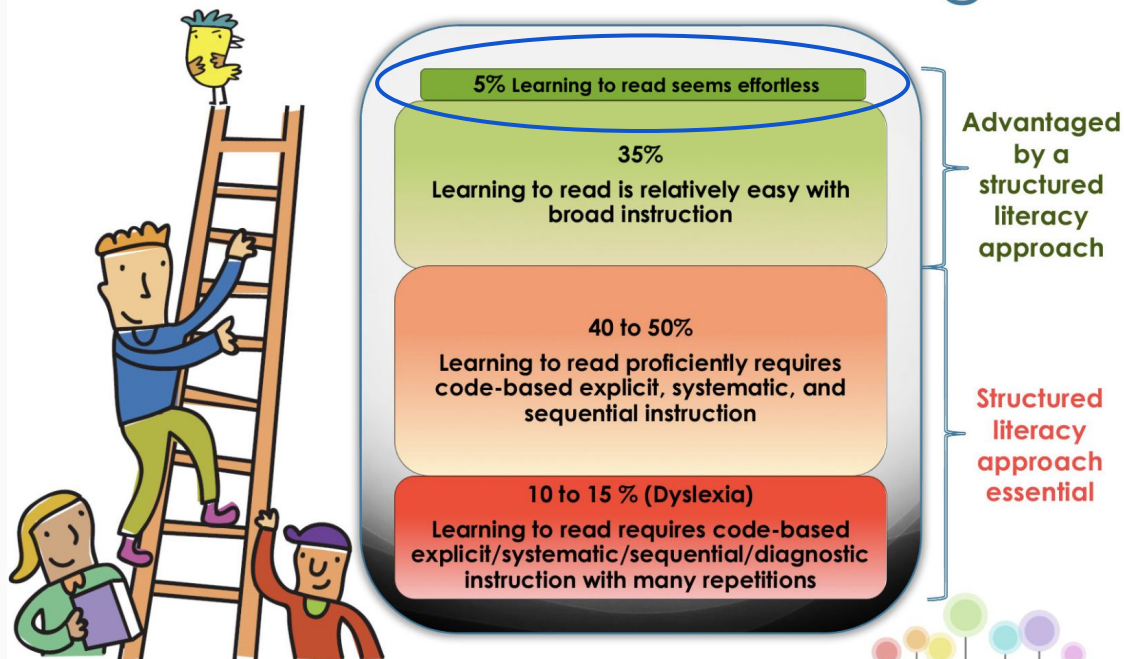 5% Learning to read seems effortless
35%
Learning to read is relatively easy with
broad instruction
Advantaged
by a
structured
literacy
approach
40 to 50%
Learning to read proficiently requires
code-based explicit, systematic, and
sequential instruction
10 to 15 % (Dyslexia)
Learning to read requires code-based
explicit/systematic/sequential/diagnostic
instruction with many repetitions
Structured
literacy
approach
essential